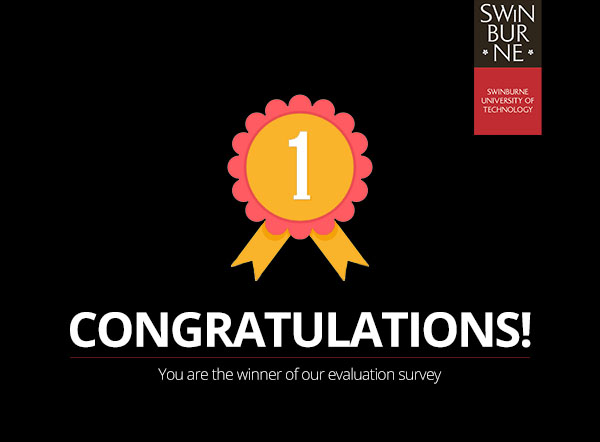 SWiN
BUR
* NE *
SWINBURNE
UNIVERSITY OF
TECHNOLOGY
1
CONGRATULATIONS!
You are the winner of our evaluation survey